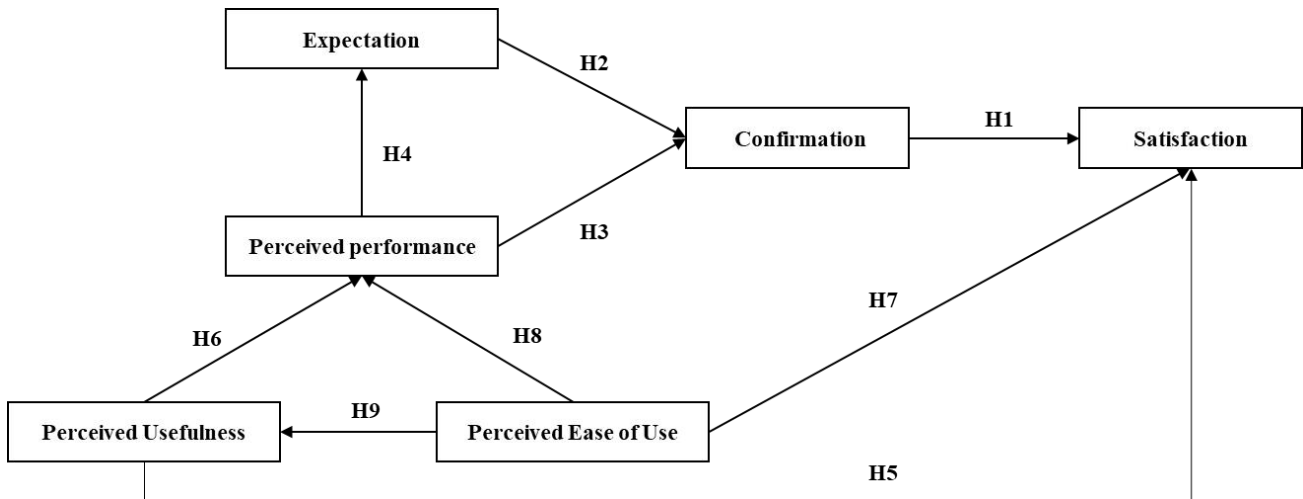 Expectation
H2
Confirmation
H1
Satisfaction
H4
Perceived performance
H3
H6
H8
H7
Perceived Usefulness
H9
Perceived Ease of Use
H5